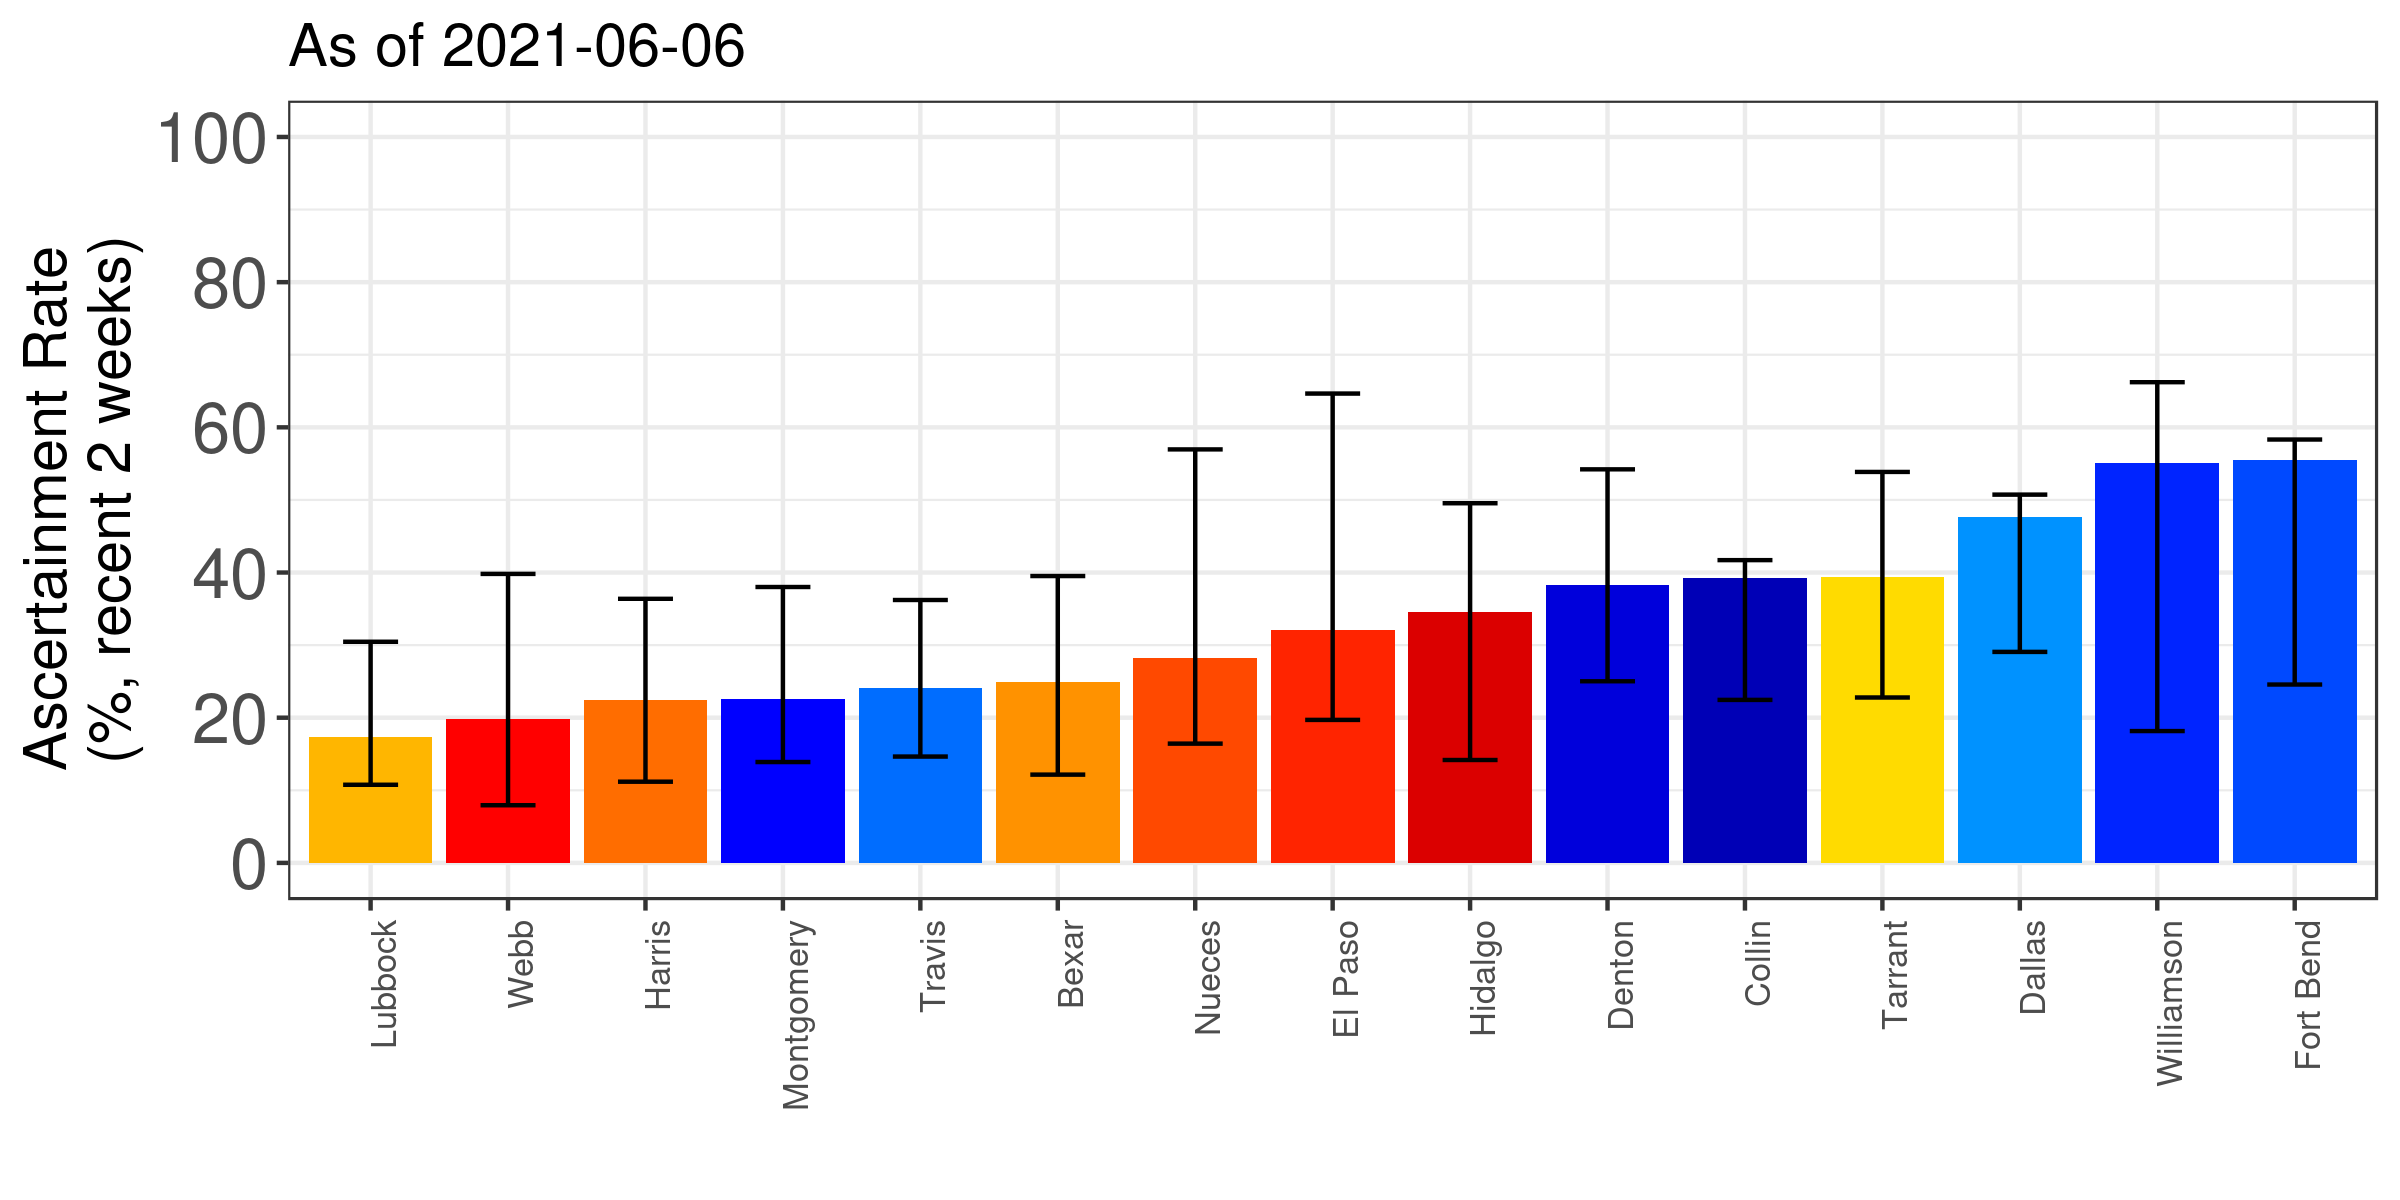 As of 2021-06-06
Ascertainment Rate
(%, recent 2 weeks)
100
80
60
40
20
0
Lubbock
Webb
Harris
Montgomery
Travis
Bexar
Nueces
El Paso
Hidalgo
Denton
Collin
Tarrant
Dallas
Williamson
Fort Bend